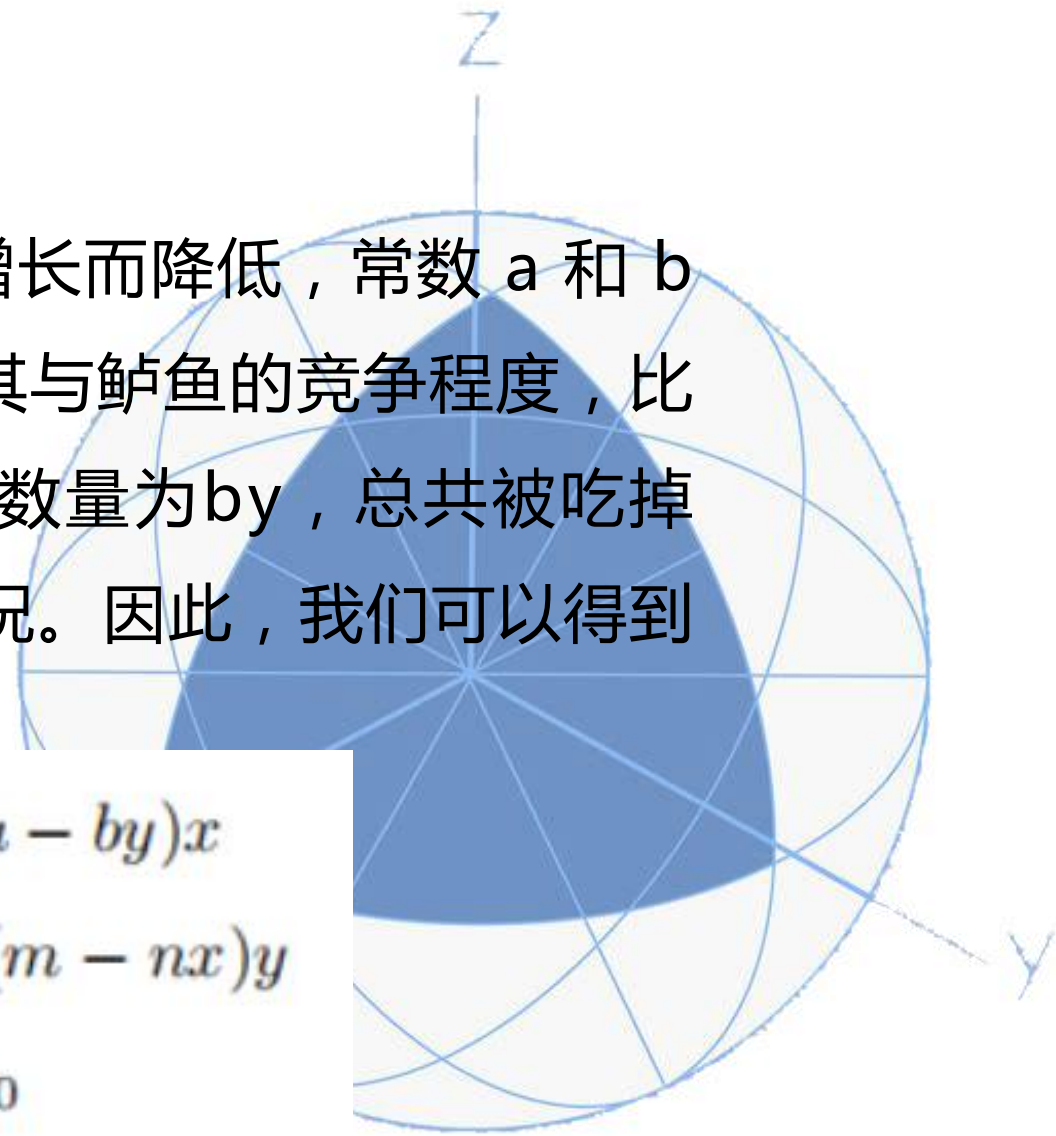 Z
增长而降低，常数 a 和 b
其与鲈鱼的竞争程度，比
数量为by，总共被吃掉
况。因此，我们可以得到
- by)x
m - nx)y
0
Y